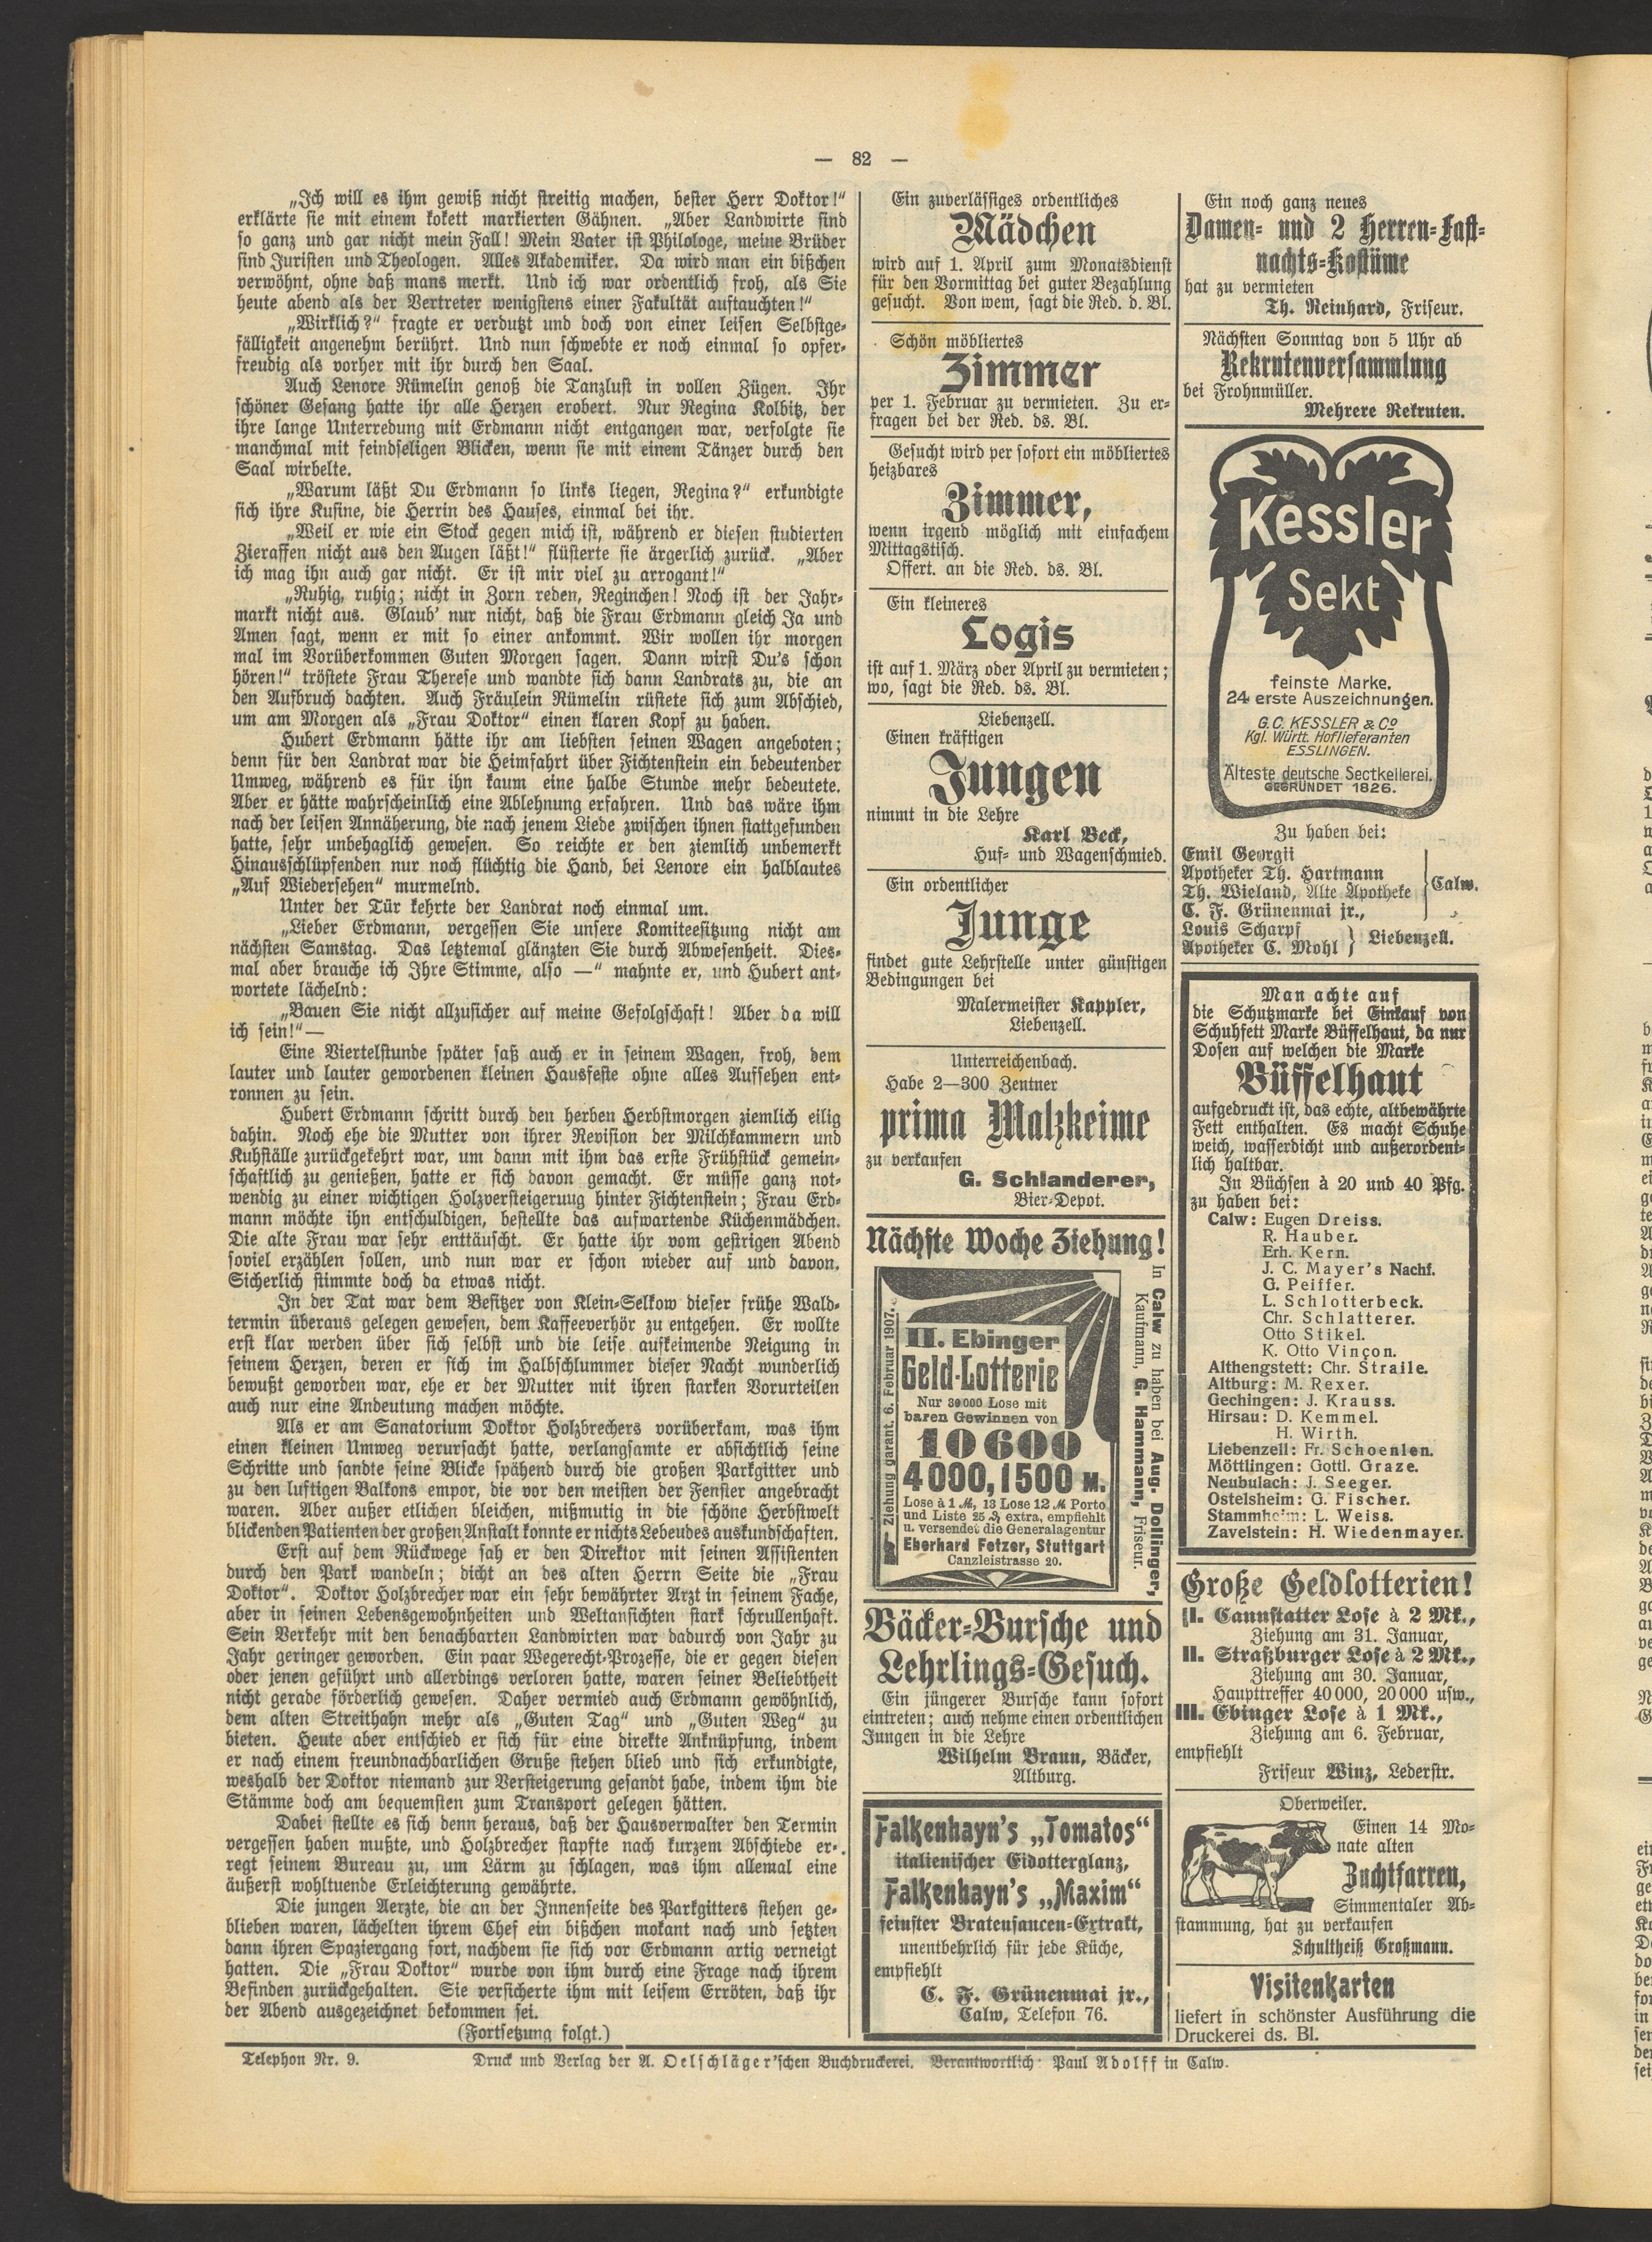 — 82 —
„Ich will es ihm gewiß nicht streitig machen, bester Herr Doktor!“
erklärte sie mit einem kokett markierten Gähnen. „Aber Landwirte sind
so ganz und gar nicht mein Fall! Mein Vater ist Philologe, meine Brüder
sind Juristen und Theologen. Alles Akademiker. Da wird man ein bißchen
verwöhnt, ohne daß mans merkt. Und ich war ordentlich froh, als Sie
heute abend als der Vertreter wenigstens einer Fakultät auftauchten!“
„Wirklich?“ fragte er verdutzt und doch von einer leisen Selbstge-
fälligkeit angenehm berührt. Und nun schwebte er noch einmal so opfer-
freudig als vorher mit ihr durch den Saal.
Auch Lenore Rümelin genoß die Tanzlust in vollen Zügen. Ihr
schöner Gesang hatte ihr alle Herzen erobert. Nur Regina Kolbitz, der
ihre lange Unterredung mit Erdmann nicht entgangen war, verfolgte sie
manchmal mit feindseligen Blicken, wenn sie mit einem Tänzer durch den
Saal wirbelte.
„Warum läßt Du Erdmann so links liegen, Regina?“ erkundigte
sich ihre Kusine, die Herrin des Hauses, einmal bei ihr.
„Weil er wie ein Stock gegen mich ist, während er diesen studierten
Zieraffen nicht aus den Augen läßt!“ flüsterte sie ärgerlich zurück. „Aber
ich mag ihn auch gar nicht. Er ist mir viel zu arrogant!“
„Ruhig, ruhig; nicht in Zorn reden, Reginchen! Noch ist der Jahr-
markt nicht aus. Glaub’ nur nicht, daß die Frau Erdmann gleich Ja und
Amen sagt, wenn er mit so einer ankommt. Wir wollen ihr morgen
mal im Vorüberkommen Guten Morgen sagen. Dann wirst Du’s schon
hören!“ tröstete Frau Therese und wandte sich dann Landrats zu, die an
den Aufbruch dachten. Auch Fräulein Rümelin rüstete sich zum Abschied,
um am Morgen als „Frau Doktor“ einen klaren Kopf zu haben.
Hubert Erdmann hätte ihr am liebsten seinen Wagen angeboten;
denn für den Landrat war die Heimfahrt über Fichtenstein ein bedeutender
Umweg, während es für ihn kaum eine halbe Stunde mehr bedeutete.
Aber er hätte wahrscheinlich eine Ablehnung erfahren. Und das wäre ihm
nach der leisen Annäherung, die nach jenem Liede zwischen ihnen stattgefunden
hatte, sehr unbehaglich gewesen. So reichte er den ziemlich unbemerkt
Hinausschlüpfenden nur noch flüchtig die Hand, bei Lenore ein halblautes
„Auf Wiedersehen“ murmelnd.
Unter der Tür kehrte der Landrat noch einmal um.
„Lieber Erdmann, vergessen Sie unsere Komiteesitzung nicht am
nächsten Samstag. Das letztemal glänzten Sie durch Abwesenheit. Dies-
mal aber brauche ich Ihre Stimme, also —“ mahnte er, und Hubert ant-
wortete lächelnd:
„Bauen Sie nicht allzusicher auf meine Gefolgschaft! Aber da will
ich sein!“ —
Eine Viertelstunde später saß auch er in seinem Wagen, froh, dem
lauter und lauter gewordenen kleinen Hausfeste ohne alles Aufsehen ent-
ronnen zu sein.
Hubert Erdmann schritt durch den herben Herbstmorgen ziemlich eilig
dahin. Noch ehe die Mutter von ihrer Revision der Milchkammern und
Kuhställe zurückgekehrt war, um dann mit ihm das erste Frühstück gemein-
schaftlich zu genießen, hatte er sich davon gemacht. Er müsse ganz not-
wendig zu einer wichtigen Holzversteigeruug hinter Fichtenstein; Frau Erd-
mann möchte ihn entschuldigen, bestellte das aufwartende Küchenmädchen.
Die alte Frau war sehr enttäuscht. Er hatte ihr vom gestrigen Abend
soviel erzählen sollen, und nun war er schon wieder auf und davon.
Sicherlich stimmte doch da etwas nicht.
In der Tat war dem Besitzer von Klein-Selkow dieser frühe Wald-
termin überaus gelegen gewesen, dem Kaffeeverhör zu entgehen. Er wollte
erst klar werden über sich selbst und die leise aufkeimende Neigung in
seinem Herzen, deren er sich im Halbschlummer dieser Nacht wunderlich
bewußt geworden war, ehe er der Mutter mit ihren starken Vorurteilen
auch nur eine Andeutung machen möchte.
Als er am Sanatorium Doktor Holzbrechers vorüberkam, was ihm
einen kleinen Umweg verursacht hatte, verlangsamte er absichtlich seine
Schritte und sandte seine Blicke spähend durch die großen Parkgitter und
zu den luftigen Balkons empor, die vor den meisten der Fenster angebracht
waren. Aber außer etlichen bleichen, mißmutig in die schöne Herbstwelt
blickenden Patienten der großen Anstalt konnte er nichts Lebeudes auskundschaften.
Erst auf dem Rückwege sah er den Direktor mit seinen Assistenten
durch den Park wandeln; dicht an des alten Herrn Seite die „Frau
Doktor“. Doktor Holzbrecher war ein sehr bewährter Arzt in seinem Fache,
aber in seinen Lebensgewohnheiten und Weltansichten stark schrullenhaft.
Sein Verkehr mit den benachbarten Landwirten war dadurch von Jahr zu
Jahr geringer geworden. Ein paar Wegerecht-Prozesse, die er gegen diesen
oder jenen geführt und allerdings verloren hatte, waren seiner Beliebtheit
nicht gerade förderlich gewesen. Daher vermied auch Erdmann gewöhnlich,
dem alten Streithahn mehr als „Guten Tag“ und „Guten Weg“ zu
bieten. Heute aber entschied er sich für eine direkte Anknüpfung, indem
er nach einem freundnachbarlichen Gruße stehen blieb und sich erkundigte,
weshalb der Doktor niemand zur Versteigerung gesandt habe, indem ihm die
Stämme doch am bequemsten zum Transport gelegen hätten.
Dabei stellte es sich denn heraus, daß der Hausverwalter den Termin
vergessen haben mußte, und Holzbrecher stapfte nach kurzem Abschiede er-
regt seinem Bureau zu, um Lärm zu schlagen, was ihm allemal eine
äußerst wohltuende Erleichterung gewährte.
Die jungen Aerzte, die an der Innenseite des Parkgitters stehen ge-
blieben waren, lächelten ihrem Chef ein bißchen mokant nach und setzten
dann ihren Spaziergang fort, nachdem sie sich vor Erdmann artig verneigt
hatten. Die „Frau Doktor“ wurde von ihm durch eine Frage nach ihrem
Befinden zurückgehalten. Sie versicherte ihm mit leisem Erröten, daß ihr
der Abend ausgezeichnet bekommen sei.
(Fortsetzung folgt.)
Ein zuverlässiges ordentliches
Mädchen
wird auf 1. April zum Monatsdienst
für den Vormittag bei guter Bezahlung
gesucht. Von wem, sagt die Red. d. Bl.
Schön möbliertes
Zimmer
per 1. Februar zu vermieten. Zu er-
fragen bei der Red. ds. Bl.
Gesucht wird per sofort ein möbliertes
heizbares
Zimmer,
wenn irgend möglich mit einfachem
Mittagstisch.
Offert. an die Red. ds. Bl.
Ein kleineres
Logis
ist auf 1. März oder April zu vermieten;
wo, sagt die Red. ds. Bl.
Liebenzell.
Einen kräftigen
Jungen
nimmt in die Lehre
Karl Beck,
Huf- und Wagenschmied.
Ein ordentlicher
Junge
findet gute Lehrstelle unter günstigen
Bedingungen bei
Malermeister Kappler,
Liebenzell.
Unterreichenbach.
Habe 2—300 Zentner
prima Malzkeime
zu verkaufen
G. Schlanderer,
Bier-Depot.
Nächste Woche Ziehung!
Ziehung garant. 6. Februar 1907.
II. Ebinger
Geld-Lotterie
Nur 30000 Lose mit
baren Gewinnen von
10600
4000, 1500 M.
Lose à 1 M, 13 Lose 12 M Porto
und Liste 25 ₰ extra, empfiehlt
u. versendet die Generalagentur
Eberhard Fetzer, Stuttgart
Canzleistrasse 20.
In Calw zu haben bei Aug. Dollinger,
Kaufmann, G. Hammann, Friseur.
Bäcker-Bursche und
Lehrlings-Gesuch.
Ein jüngerer Bursche kann sofort
eintreten; auch nehme einen ordentlichen
Jungen in die Lehre
Wilhelm Braun, Bäcker,
Altburg.
Falkenhayn’s „Tomatos“
italienischer Eidotterglanz,
Falkenhayn’s „Maxim“
feinster Bratensaucen-Extrakt,
unentbehrlich für jede Küche,
empfiehlt
C. F. Grünenmai jr.,
Calw, Telefon 76.
Ein noch ganz neues
Damen- und 2 Herren-Fast-
nachts-Kostüme
hat zu vermieten
Th. Reinhard, Friseur.
Nächsten Sonntag von 5 Uhr ab
Rekrutenversammlung
bei Frohnmüller.
Mehrere Rekruten.
Kessler
Sekt
feinste Marke.
24 erste Auszeichnungen.
G.C. KESSLER & Co
Kgl. Württ. Hoflieferanten
ESSLINGEN.
Älteste deutsche Sectkellerei.
GEGRÜNDET 1826.
Zu haben bei:
Emil Georgii
Apotheker Th. Hartmann
Th. Wieland, Alte Apotheke
C. F. Grünenmai jr.,
Calw.
Louis Scharpf
Apotheker C. Mohl
Liebenzell.
Man achte auf
die Schutzmarke bei Einkauf von
Schuhfett Marke Büffelhaut, da nur
Dosen auf welchen die Marke
Büffelhaut
aufgedruckt ist, das echte, altbewährte
Fett enthalten. Es macht Schuhe
weich, wasserdicht und außerordent-
lich haltbar.
In Büchsen à 20 und 40 Pfg.
zu haben bei:
Calw: Eugen Dreiss.
R. Hauber.
Erh. Kern.
J. C. Mayer's Nachf.
G. Peiffer.
L. Schlotterbeck.
Chr. Schlatterer.
Otto Stikel.
K. Otto Vinçon.
Althengstett: Chr. Straile.
Altburg: M. Rexer.
Gechingen: J. Krauss.
Hirsau: D. Kemmel.
H. Wirth.
Liebenzell: Fr. Schoenlen.
Möttlingen: Gottl. Graze.
Neubulach: J. Seeger.
Ostelsheim: G. Fischer.
Stammheim: L. Weiss.
Zavelstein: H. Wiedenmayer.
Große Geldlotterien!
I. Cannstatter Lose à 2 Mk.,
Ziehung am 31. Januar,
II. Straßburger Lose à 2 Mk.,
Ziehung am 30. Januar,
Haupttreffer 40000, 20000 usw.,
III. Ebinger Lose à 1 Mk.,
Ziehung am 6. Februar,
empfiehlt
Friseur Winz, Lederstr.
Oberweiler.
Einen 14 Mo-
nate alten
Zuchtfarren,
Simmentaler Ab-
stammung, hat zu verkaufen
Schultheiß Großmann.
Visitenkarten
liefert in schönster Ausführung die
Druckerei ds. Bl.
Telephon Nr. 9.
Druck und Verlag der A. Oelschläger’schen Buchdruckerei. Verantwortlich: Paul Adolff in Calw.